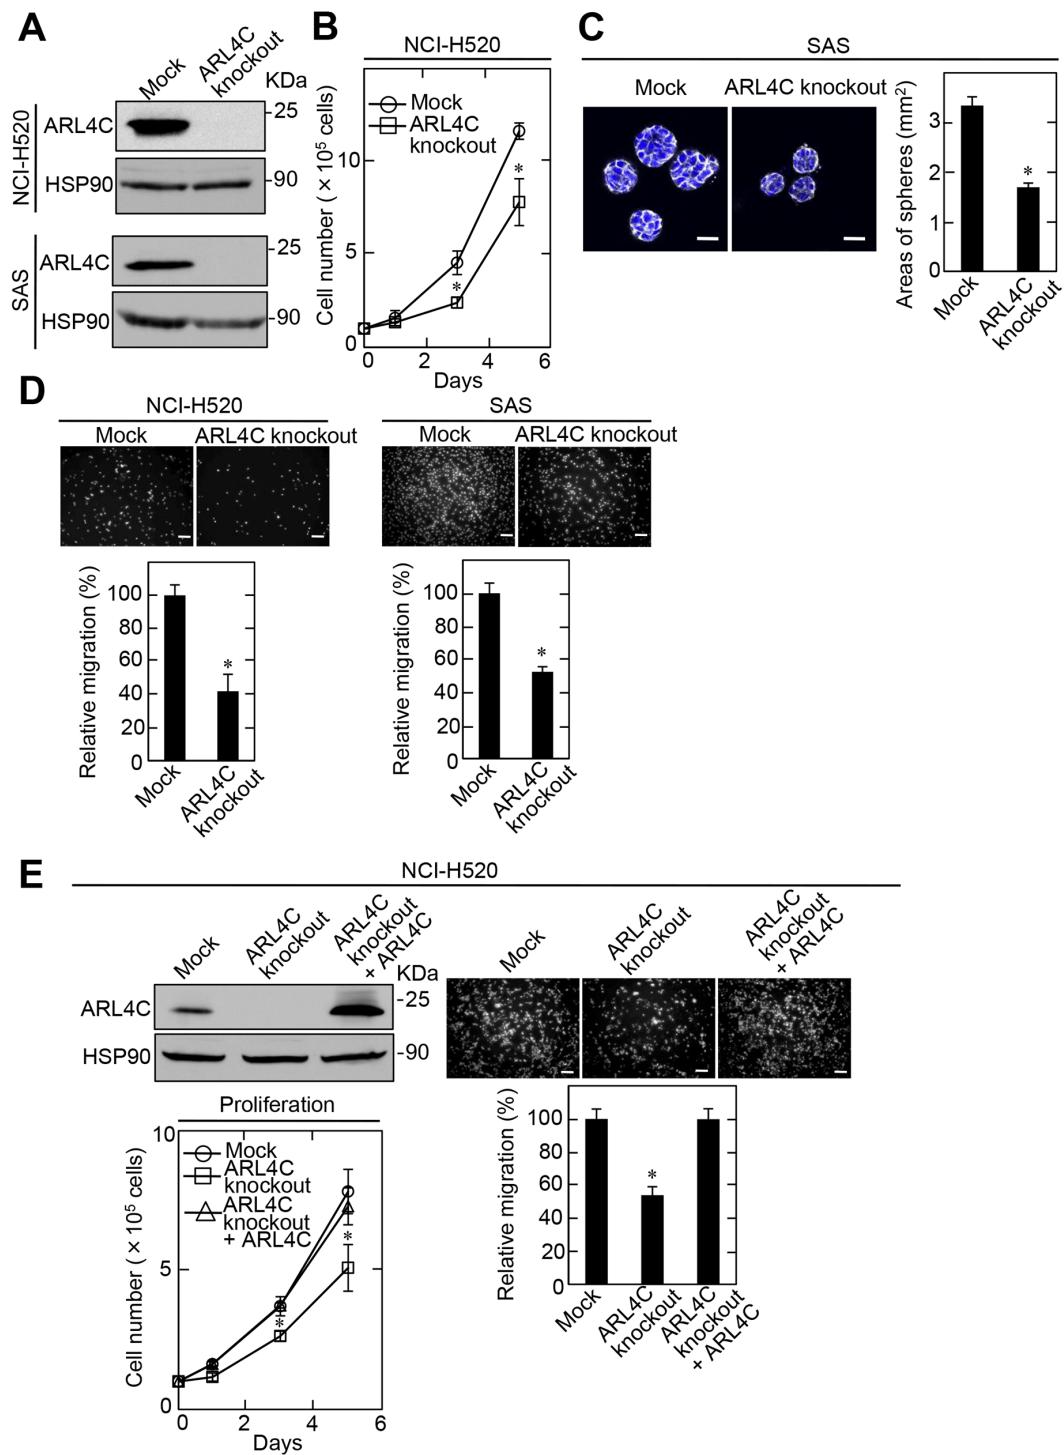 A
Mock
ARL4C
knockout
KDa
NCI-H520
ARL4C
-25
HSP90
-90
SAS
ARL4C
-25
HSP90
-90
B
NCI-H520
Cell number ( × 10⁵ cells)
Mock
ARL4C
knockout
10
5
0
*
*
0 2 4 6
Days
C
SAS
Mock
ARL4C knockout
Areas of spheres (mm²)
3
2
1
0
*
Mock
ARL4C
knockout
D
NCI-H520
Mock
ARL4C knockout
Relative migration (%)
100
80
60
40
20
0
*
Mock
ARL4C
knockout
SAS
Mock
ARL4C knockout
Relative migration (%)
100
80
60
40
20
0
*
Mock
ARL4C
knockout
E
NCI-H520
Mock
ARL4C
knockout
ARL4C
knockout
+ ARL4C
KDa
ARL4C
-25
HSP90
-90
Proliferation
Cell number ( × 10⁵ cells)
10
5
0
Mock
ARL4C
knockout
ARL4C
knockout
+ ARL4C
*
*
0 2 4 6
Days
Mock
ARL4C
knockout
ARL4C
knockout
+ ARL4C
Relative migration (%)
100
80
60
40
20
0
*
Mock
ARL4C
knockout
ARL4C
knockout
+ ARL4C